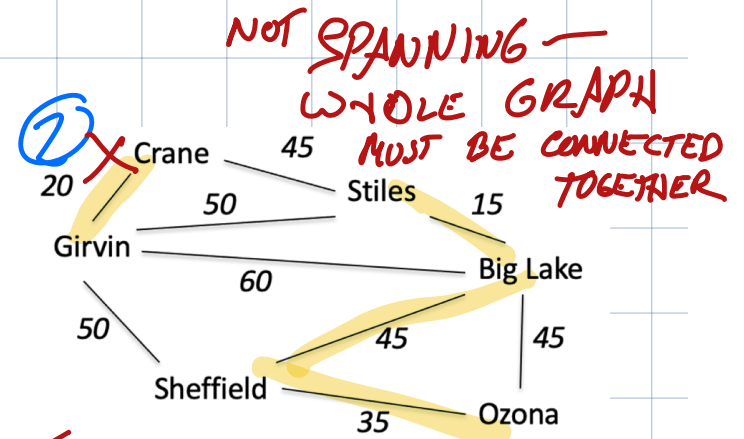 NOT SPANNING —
WHOLE GRAPH
MUST BE CONNECTED
TOGETHER
2
Crane
45
Stiles
20
50
15
Girvin
Big Lake
60
50
45
45
Sheffield
Ozona
35